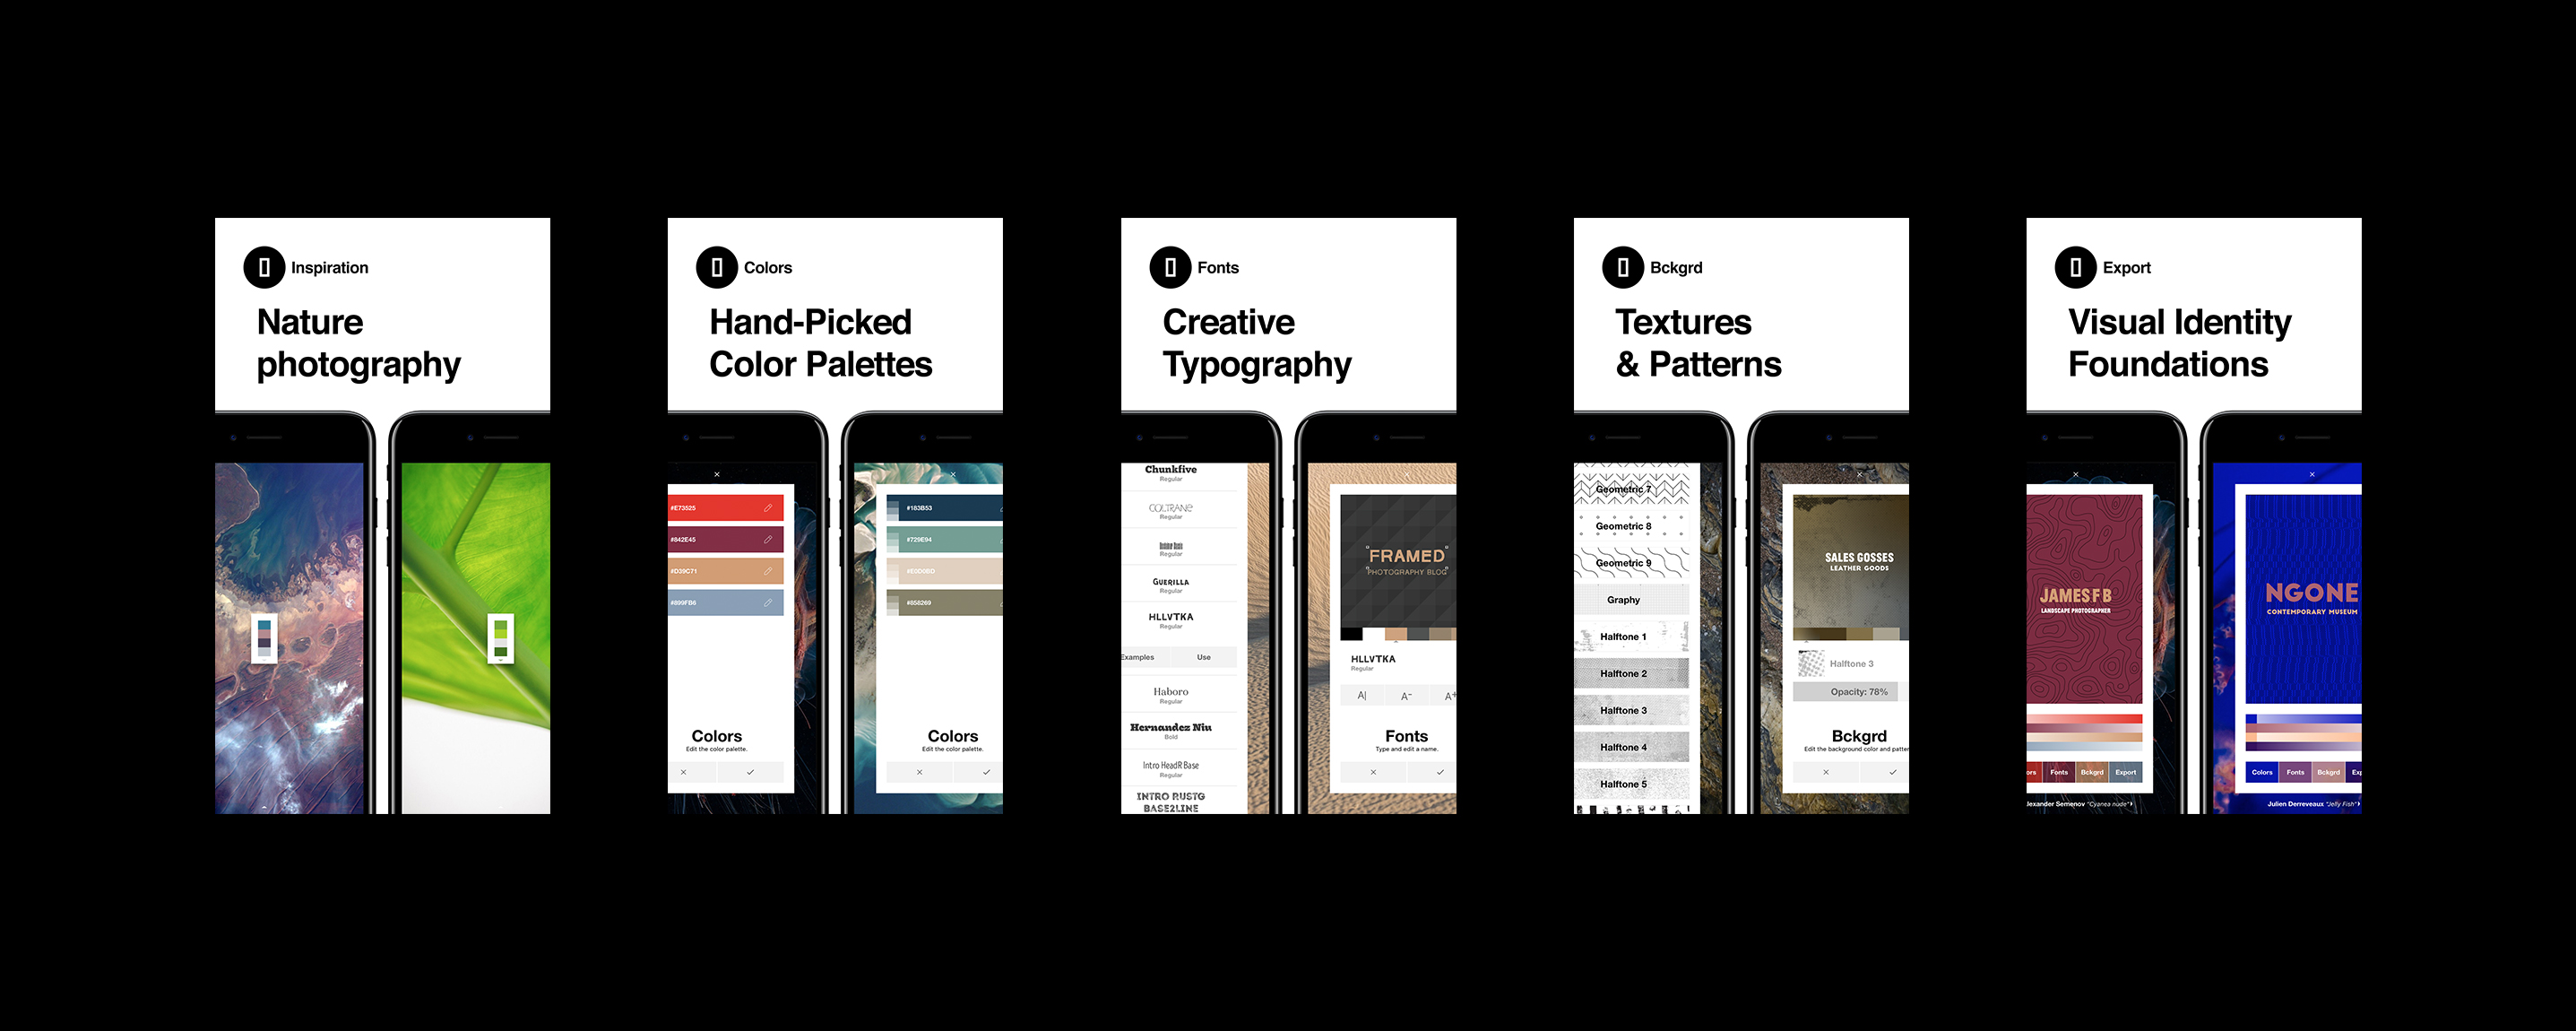 Inspiration
Nature
photography
Colors
Hand-Picked
Color Palettes
#E73525
#842E45
#D39C71
#899FB6
Colors
Edit the color palette.
#183B53
#729E94
#E0D0BD
#858269
Colors
Edit the color palette.
Fonts
Creative
Typography
Chunkfive
Regular
COLTRANE
Regular
Regular
GUERILLA
Regular
HLLVTKA
Regular
Examples
Use
Haboro
Regular
Hernandez Niu
Bold
Intro HeadR Base
Regular
INTRO RUSTG
BASE2LINE
FRAMED
PHOTOGRAPHY BLOG
HLLVTKA
Regular
A|
A-
A+
Fonts
Type and edit a name.
Bckgrd
Textures
& Patterns
Geometric 7
Geometric 8
Geometric 9
Graphy
Halftone 1
Halftone 2
Halftone 3
Halftone 4
Halftone 5
SALES GOSSES
LEATHER GOODS
Halftone 3
Opacity: 78%
Bckgrd
Edit the background color and patter
Export
Visual Identity
Foundations
JAMES F B
LANDSCAPE PHOTOGRAPHER
ors
Fonts
Bckgrd
Export
lexander Semenov "Cyanea nude"
NGONE
CONTEMPORARY MUSEUM
Colors
Fonts
Bckgrd
Exp
Julien Derreveaux "Jelly Fish"